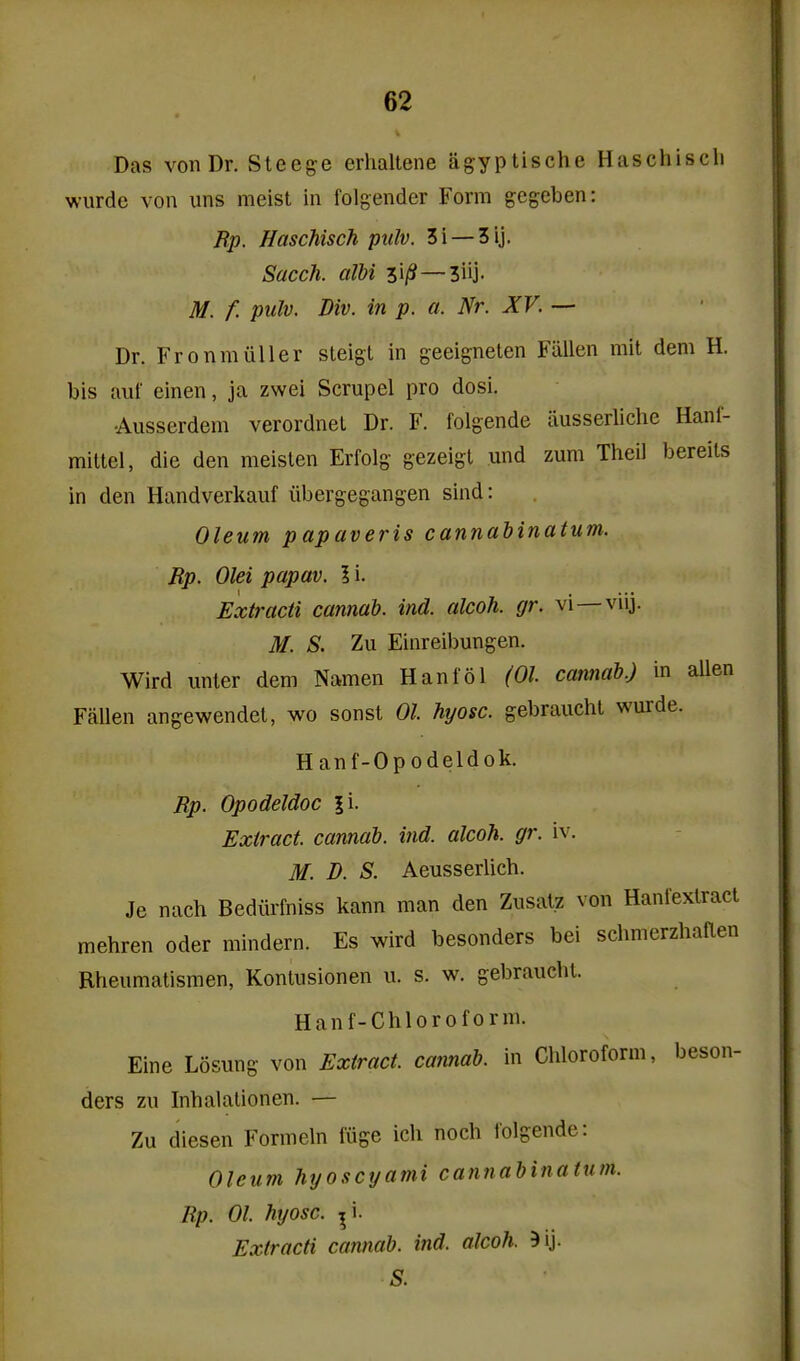 62
Das von Dr. Steege erhaltene ägyptische Haschisch
wurde von uns meist in folgender Form gegeben:
Rp. Haschisch pulv. ʒi — ʒij.
Sacch. albi ʒiβ — ʒiij.
M. f. pulv. Div. in p. a. Nr. XV. —
Dr. Fronmüller steigt in geeigneten Fällen mit dem H.
bis auf einen, ja zwei Scrupel pro dosi.
Ausserdem verordnet Dr. F. folgende äusserliche Hanf-
mittel, die den meisten Erfolg gezeigt und zum Theil bereits
in den Handverkauf übergegangen sind:
Oleum papaveris cannabinatum.
Rp. Olei papav. ℥i.
Extracti cannab. ind. alcoh. gr. vi — viij.
M. S. Zu Einreibungen.
Wird unter dem Namen Hanföl (Ol. cannab.) in allen
Fällen angewendet, wo sonst Ol. hyosc. gebraucht wurde.
Hanf-Opodeldok.
Rp. Opodeldoc ℥i.
Extract. cannab. ind. alcoh. gr. iv.
M. D. S. Aeusserlich.
Je nach Bedürfniss kann man den Zusatz von Hanfextract
mehren oder mindern. Es wird besonders bei schmerzhaften
Rheumatismen, Kontusionen u. s. w. gebraucht.
Hanf-Chloroform.
Eine Lösung von Extract. cannab. in Chloroform, beson-
ders zu Inhalationen. —
Zu diesen Formeln füge ich noch folgende:
Oleum hyoscyami cannabinatum.
Rp. Ol. hyosc. ℥i.
Extracti cannab. ind. alcoh. ℈ij.
S.